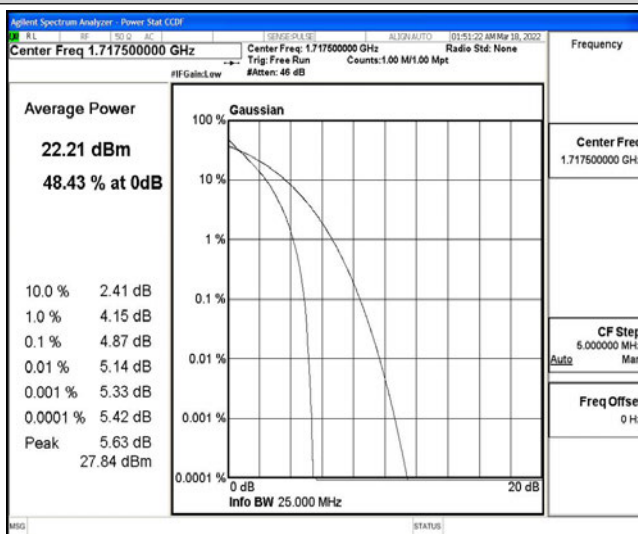 Agilent Spectrum Analyzer - Power Stat CCDF
RL RF 50 Ω AC SENSE:PULSE ALIGN AUTO 01:51:22 AM Mar 18, 2022
Center Freq 1.717500000 GHz
Center Freq: 1.717500000 GHz Radio Std: None
Trig: Free Run Counts:1.00 M/1.00 Mpt
#IFGain:Low #Atten: 46 dB
Frequency
Average Power
22.21 dBm
48.43 % at 0dB
10.0 % 2.41 dB
1.0 % 4.15 dB
0.1 % 4.87 dB
0.01 % 5.14 dB
0.001 % 5.33 dB
0.0001 % 5.42 dB
Peak 5.63 dB
27.84 dBm
Gaussian
100 %
10 %
1 %
0.1 %
0.01 %
0.001 %
0.0001 %
0 dB 20 dB
Info BW 25.000 MHz
Center Freq
1.717500000 GHz
CF Step
5.000000 MHz
Auto Man
Freq Offse
0 Hz
MSG STATUS